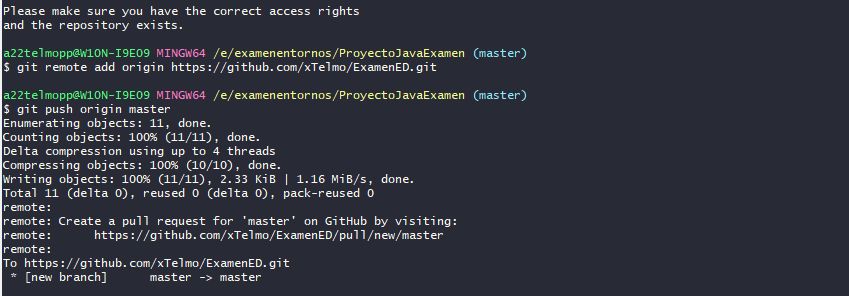 Please make sure you have the correct access rights
and the repository exists.
a22telmopp@W10N-I9E09 MINGW64 /e/examenentornos/ProyectoJavaExamen (master)
$ git remote add origin https://github.com/xTelmo/ExamenED.git
a22telmopp@W10N-I9E09 MINGW64 /e/examenentornos/ProyectoJavaExamen (master)
$ git push origin master
Enumerating objects: 11, done.
Counting objects: 100% (11/11), done.
Delta compression using up to 4 threads
Compressing objects: 100% (10/10), done.
Writing objects: 100% (11/11), 2.33 KiB | 1.16 MiB/s, done.
Total 11 (delta 0), reused 0 (delta 0), pack-reused 0
remote:
remote: Create a pull request for 'master' on GitHub by visiting:
remote:      https://github.com/xTelmo/ExamenED/pull/new/master
remote:
To https://github.com/xTelmo/ExamenED.git
 * [new branch]      master -> master